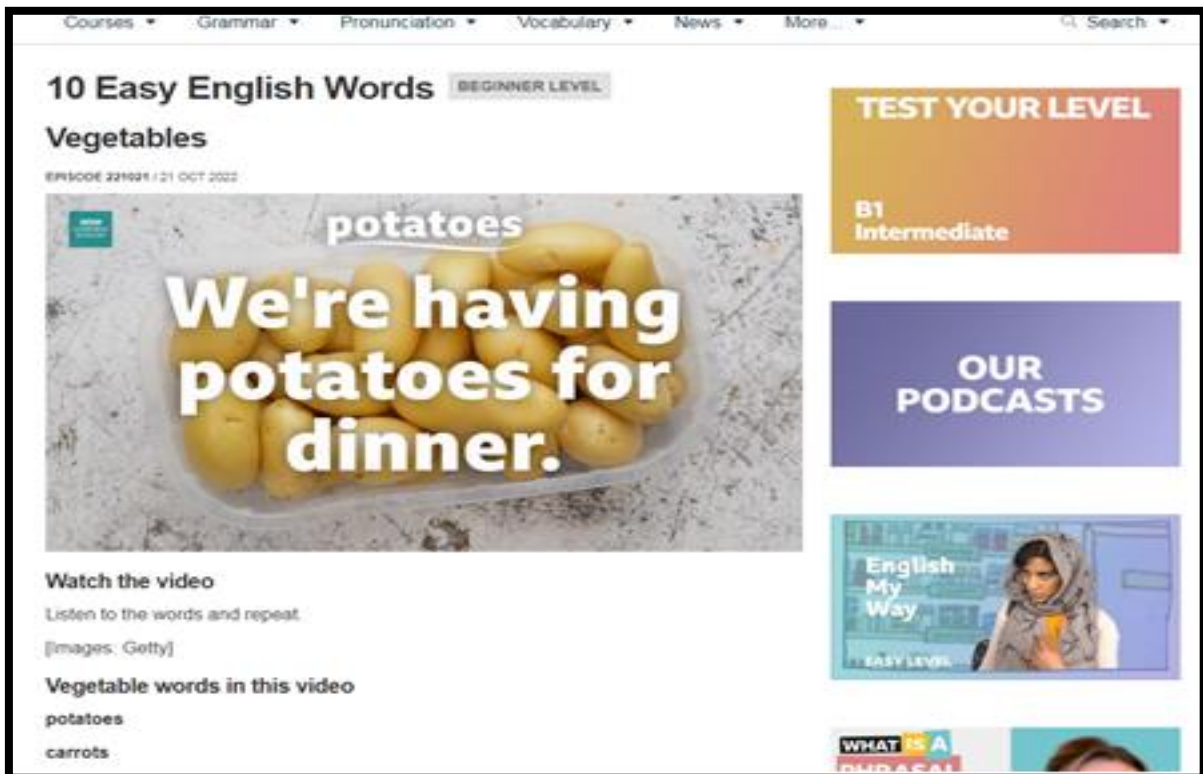 Courses
Grammar
Pronunciation
Vocabulary
News
More...
Search
10 Easy English Words
BEGINNER LEVEL
Vegetables
EPISODE 221021 / 21 OCT 2022
potatoes
We're having
potatoes for
dinner.
Watch the video
Listen to the words and repeat.
[Images: Getty]
Vegetable words in this video
potatoes
carrots
TEST YOUR LEVEL
B1
Intermediate
OUR
PODCASTS
English
My
Way
EASY LEVEL
WHAT IS A
PHRASAL